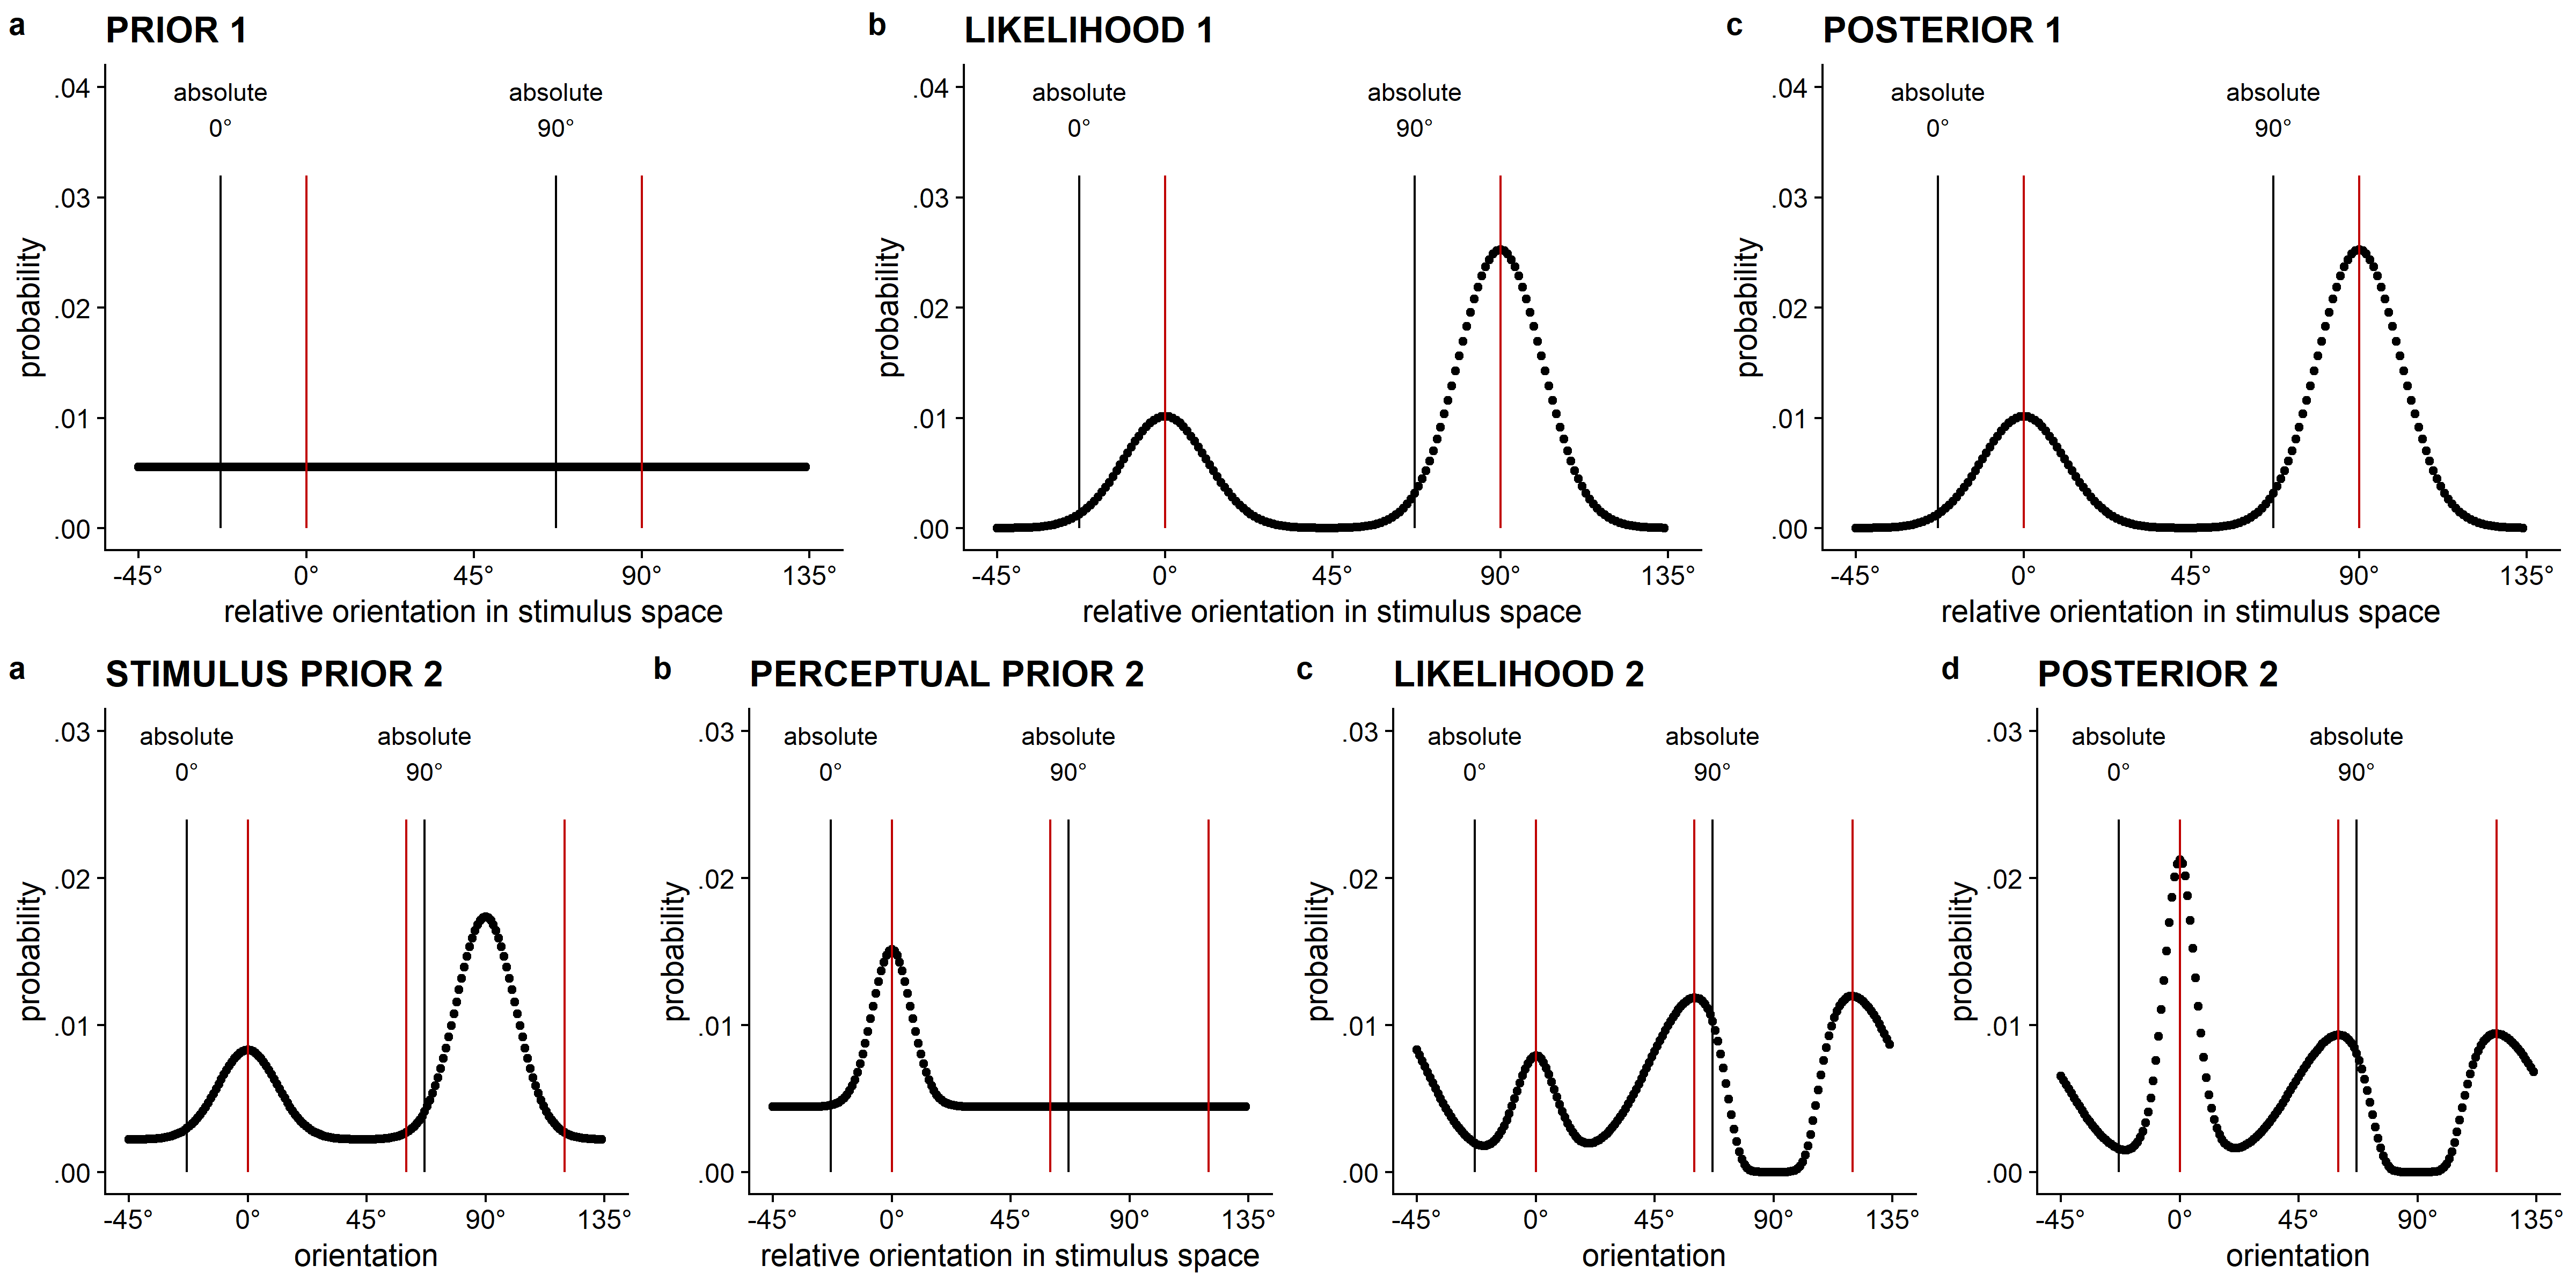 a PRIOR 1
absolute absolute
0° 90°
.04
.03
.02
.01
.00
probability
-45° 0° 45° 90° 135°
relative orientation in stimulus space
b LIKELIHOOD 1
absolute absolute
0° 90°
.04
.03
.02
.01
.00
probability
-45° 0° 45° 90° 135°
relative orientation in stimulus space
c POSTERIOR 1
absolute absolute
0° 90°
.04
.03
.02
.01
.00
probability
-45° 0° 45° 90° 135°
relative orientation in stimulus space
a STIMULUS PRIOR 2
absolute absolute
0° 90°
.03
.02
.01
.00
probability
-45° 0° 45° 90° 135°
orientation
b PERCEPTUAL PRIOR 2
absolute absolute
0° 90°
.03
.02
.01
.00
probability
-45° 0° 45° 90° 135°
relative orientation in stimulus space
c LIKELIHOOD 2
absolute absolute
0° 90°
.03
.02
.01
.00
probability
-45° 0° 45° 90° 135°
orientation
d POSTERIOR 2
absolute absolute
0° 90°
.03
.02
.01
.00
probability
-45° 0° 45° 90° 135°
orientation